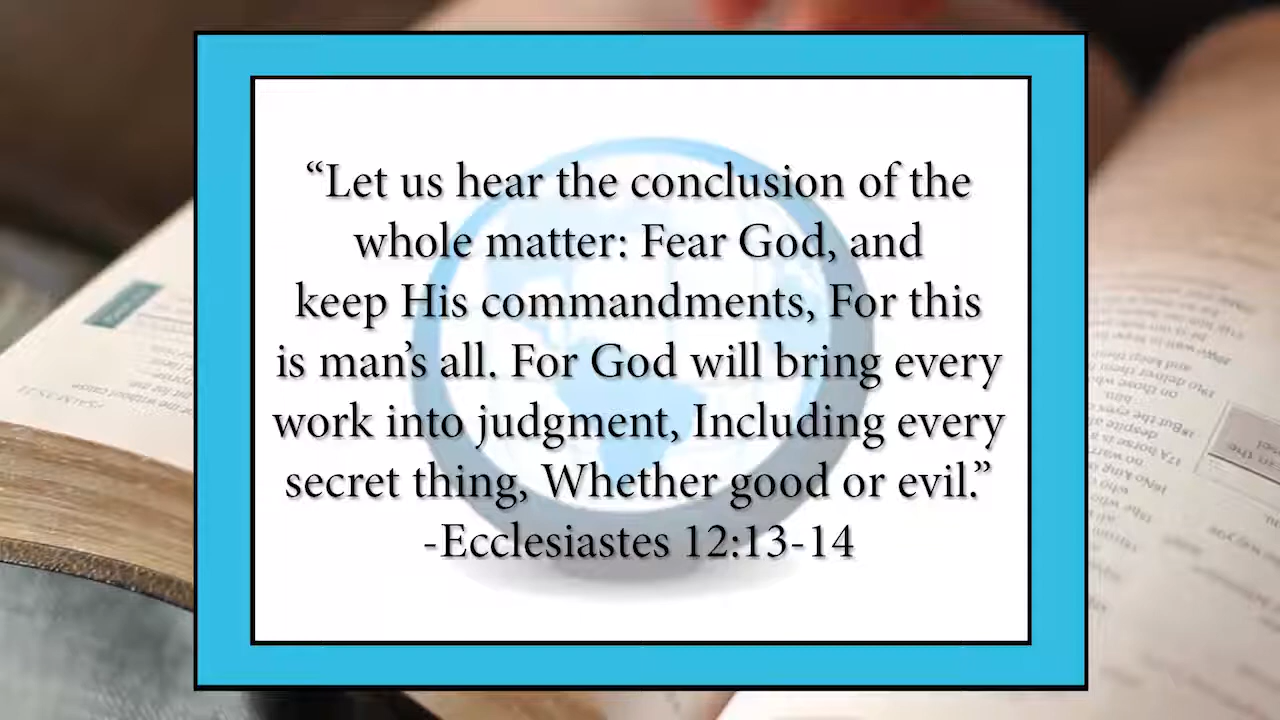 “Let us hear the conclusion of the
whole matter: Fear God, and
keep His commandments, For this
is man’s all. For God will bring every
work into judgment, Including every
secret thing, Whether good or evil.”
-Ecclesiastes 12:13-14